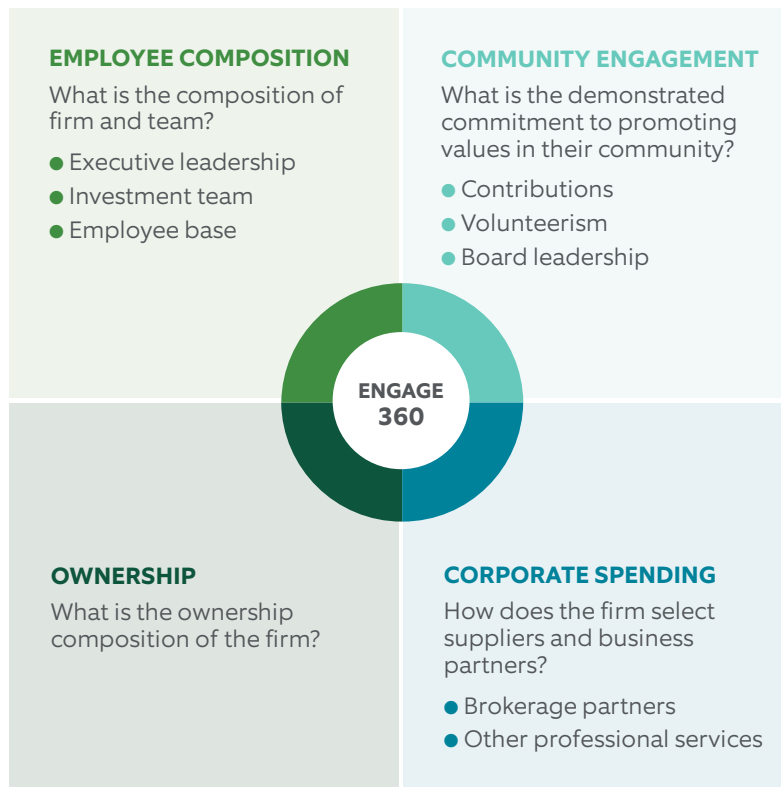 EMPLOYEE COMPOSITION
What is the composition of
firm and team?
Executive leadership
Investment team
Employee base
COMMUNITY ENGAGEMENT
What is the demonstrated
commitment to promoting
values in their community?
Contributions
Volunteerism
Board leadership
ENGAGE
360
OWNERSHIP
What is the ownership
composition of the firm?
CORPORATE SPENDING
How does the firm select
suppliers and business
partners?
Brokerage partners
Other professional services